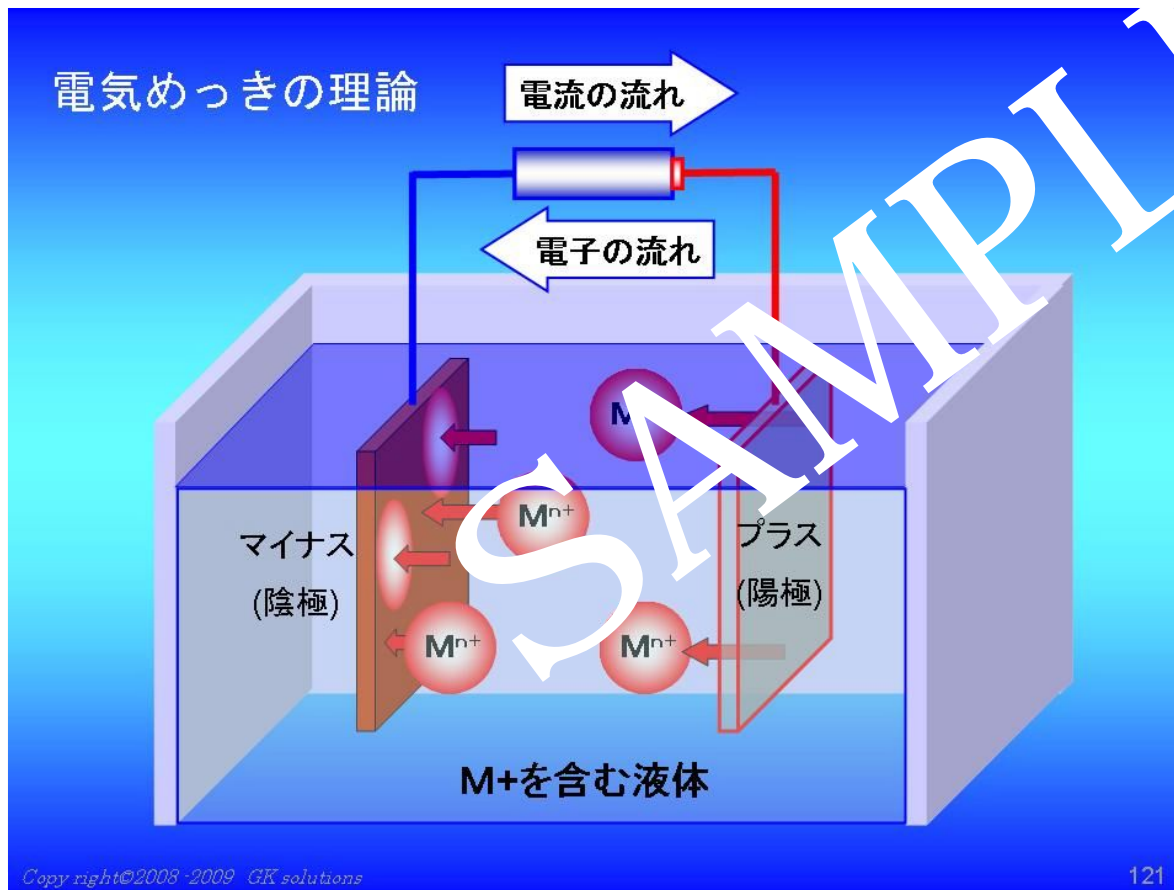 電気めっきの理論
電流の流れ
電子の流れ
M
Mⁿ⁺
マイナス
(陰極)
プラス
(陽極)
Mⁿ⁺
Mⁿ⁺
M+を含む液体
SAMPL
Copy right©2008-2009 GK solutions
121